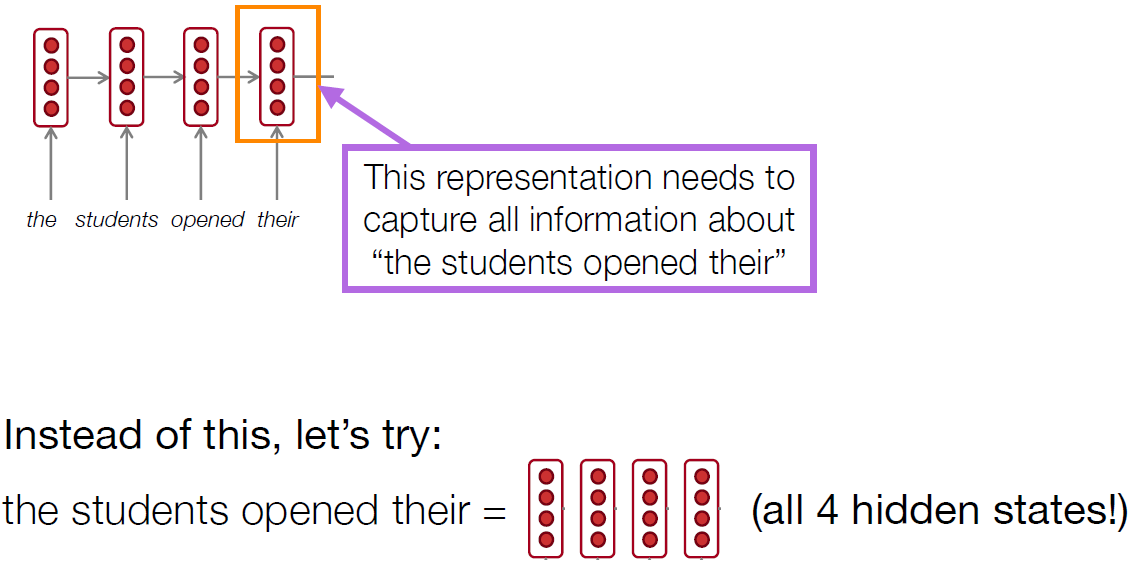 the students opened their
This representation needs to
capture all information about
“the students opened their”
Instead of this, let’s try:
the students opened their = (all 4 hidden states!)